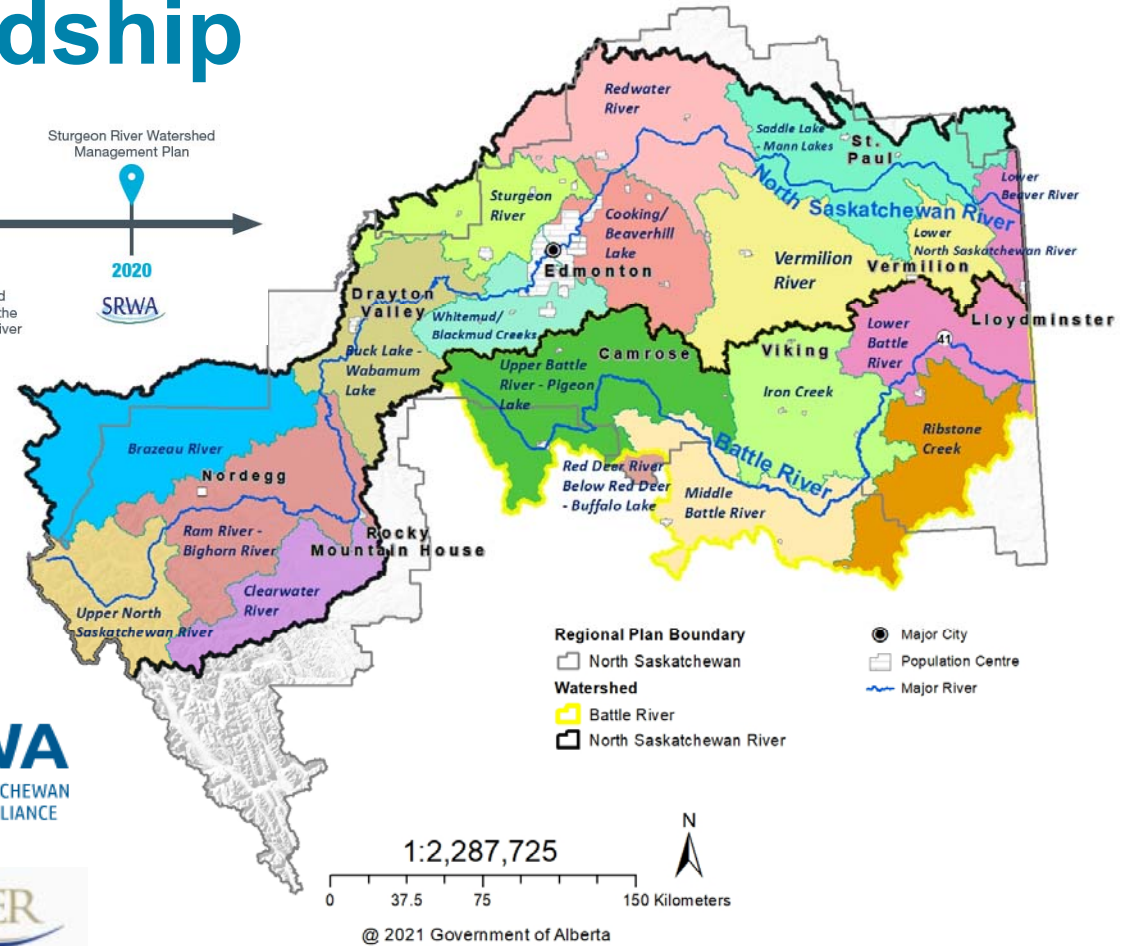 dship
Sturgeon River Watershed
Management Plan
2020
SRWA
d
the
iver
WA
CHEWAN
LIANCE
ER
Redwater
River
Saddle Lake
- Mann Lakes
St.
Paul
Lower
Beaver River
North Saskatchewan River
Sturgeon
River
Cooking/
Beaverhill
Lake
Lower
North Saskatchewan River
Vermilion
River
Vermilion
Edmonton
Drayton
Valley
Whitemud/
Blackmud Creeks
Lloydminster
Buck Lake -
Wabamum
Lake
Camrose
Viking
Lower
Battle
River
41
Upper Battle
River - Pigeon
Lake
Iron Creek
Ribstone
Creek
Brazeau River
Nordegg
Battle River
Red Deer River
Below Red Deer
- Buffalo Lake
Middle
Battle River
Ram River -
Bighorn River
Rocky
Mountain House
Clearwater
River
Upper North
Saskatchewan River
Regional Plan Boundary
North Saskatchewan
Watershed
Battle River
North Saskatchewan River
Major City
Population Centre
Major River
N
1:2,287,725
0 37.5 75 150 Kilometers
@ 2021 Government of Alberta